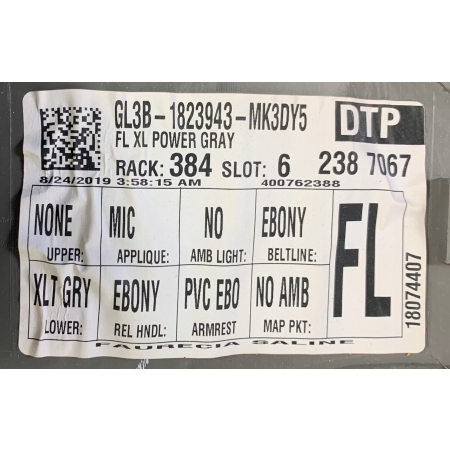 GL3B-1823943-MK3DY5
DTP
FL XL POWER GRAY
RACK: 384 SLOT: 6 238 7067
8/24/2019 3:58:15 AM 400762388
NONE MIC NO EBONY
UPPER: APPLIQUE: AMB LIGHT: BELTLINE:
FL
XLT GRY EBONY PVC EBO NO AMB
LOWER: REL HNDL: ARMREST MAP PKT:
18074407
FAURECIA SALINE